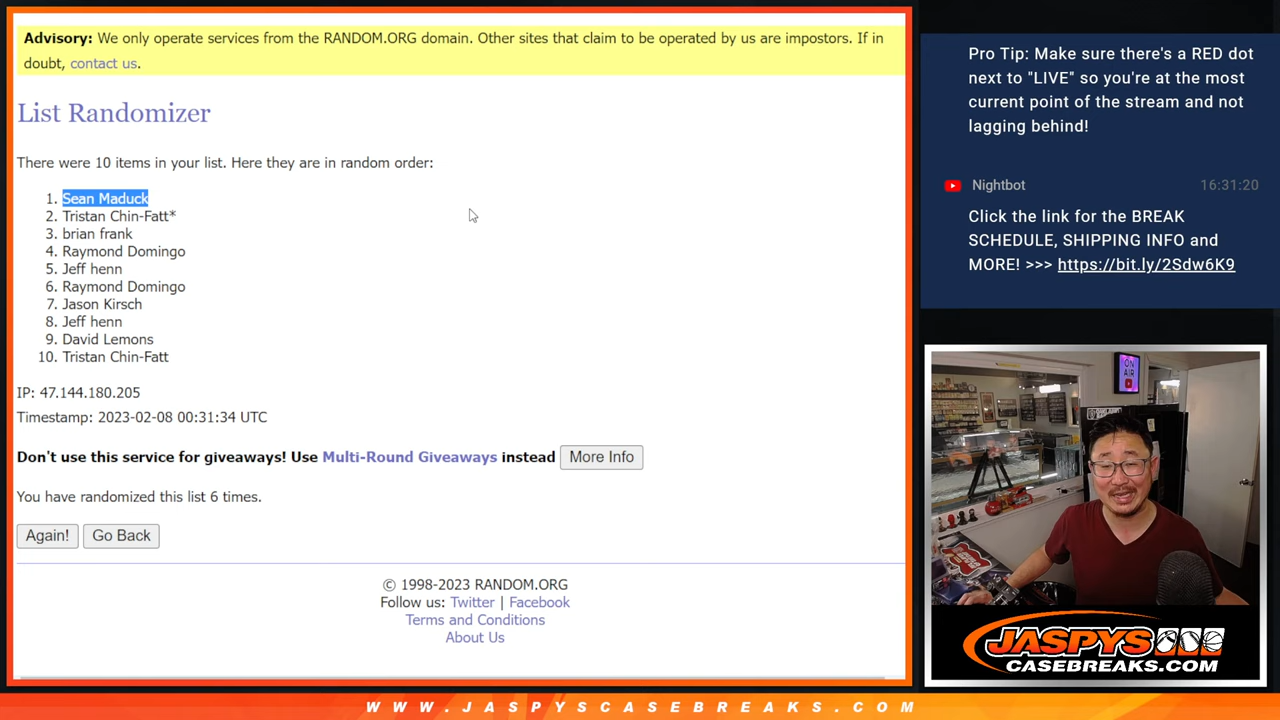 Advisory: We only operate services from the RANDOM.ORG domain. Other sites that claim to be operated by us are impostors. If in
doubt, contact us.
List Randomizer
There were 10 items in your list. Here they are in random order:
1. Sean Maduck
2. Tristan Chin-Fatt*
3. brian frank
4. Raymond Domingo
5. Jeff henn
6. Raymond Domingo
7. Jason Kirsch
8. Jeff henn
9. David Lemons
10. Tristan Chin-Fatt
IP: 47.144.180.205
Timestamp: 2023-02-08 00:31:34 UTC
Don't use this service for giveaways! Use Multi-Round Giveaways instead More Info
You have randomized this list 6 times.
Again! Go Back
© 1998-2023 RANDOM.ORG
Follow us: Twitter | Facebook
Terms and Conditions
About Us
Pro Tip: Make sure there's a RED dot
next to "LIVE" so you're at the most
current point of the stream and not
lagging behind!
Nightbot 16:31:20
Click the link for the BREAK
SCHEDULE, SHIPPING INFO and
MORE! >>> https://bit.ly/2Sdw6K9
ON
AIR
JASPYS
CASEBREAKS.COM
WWW.JASPYSCASEBREAKS.COM